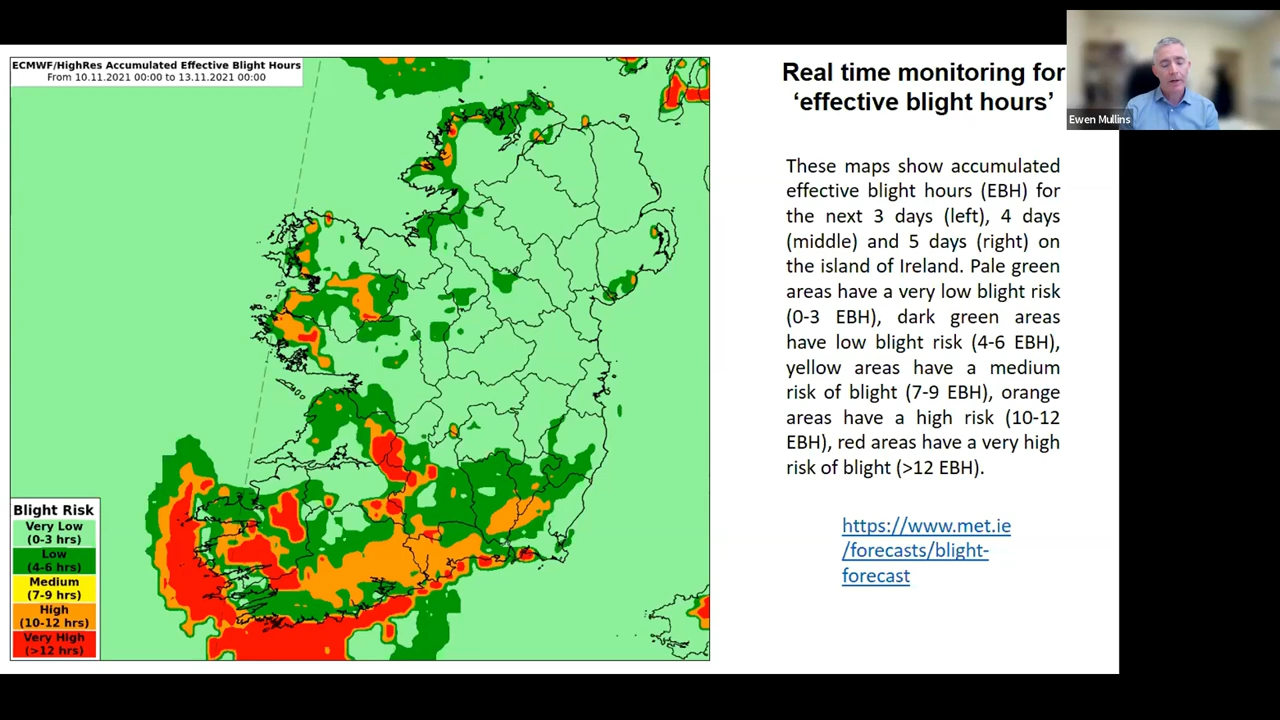 ECMWF/HighRes Accumulated Effective Blight Hours
From 10.11.2021 00:00 to 13.11.2021 00:00
Blight Risk
Very Low
(0-3 hrs)
Low
(4-6 hrs)
Medium
(7-9 hrs)
High
(10-12 hrs)
Very High
(>12 hrs)
Real time monitoring for
‘effective blight hours’
These maps show accumulated
effective blight hours (EBH) for
the next 3 days (left), 4 days
(middle) and 5 days (right) on
the island of Ireland. Pale green
areas have a very low blight risk
(0-3 EBH), dark green areas
have low blight risk (4-6 EBH),
yellow areas have a medium
risk of blight (7-9 EBH), orange
areas have a high risk (10-12
EBH), red areas have a very high
risk of blight (>12 EBH).
https://www.met.ie
/forecasts/blight-
forecast
Ewen Mullins